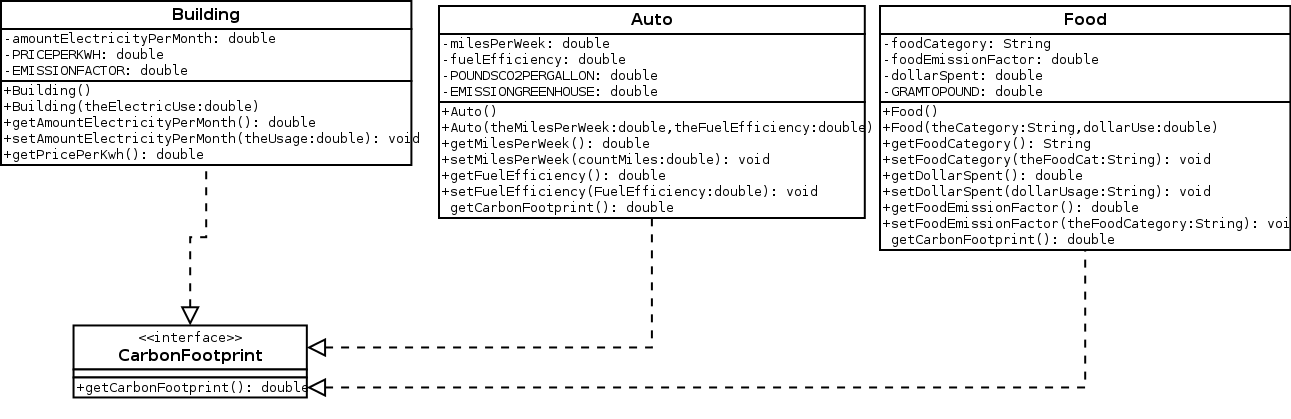 Building
-amountElectricityPerMonth: double
-PRICEPERKWH: double
-EMISSIONFACTOR: double
+Building()
+Building(theElectricUse:double)
+getAmountElectricityPerMonth(): double
+setAmountElectricityPerMonth(theUsage:double): void
+getPricePerKwh(): double
Auto
-milesPerWeek: double
-fuelEfficiency: double
-POUNDSCO2PERGALLON: double
-EMISSIONGREENHOUSE: double
+Auto()
+Auto(theMilesPerWeek:double,theFuelEfficiency:double)
+getMilesPerWeek(): double
+setMilesPerWeek(countMiles:double): void
+getFuelEfficiency(): double
+setFuelEfficiency(FuelEfficiency:double): void
getCarbonFootprint(): double
Food
-foodCategory: String
-foodEmissionFactor: double
-dollarSpent: double
-GRAMTOPOUND: double
+Food()
+Food(theCategory:String,dollarUse:double)
+getFoodCategory(): String
+setFoodCategory(theFoodCat:String): void
+getDollarSpent(): double
+setDollarSpent(dollarUsage:String): void
+getFoodEmissionFactor(): double
+setFoodEmissionFactor(theFoodCategory:String): voi
getCarbonFootprint(): double
<<interface>>
CarbonFootprint
+getCarbonFootprint(): double